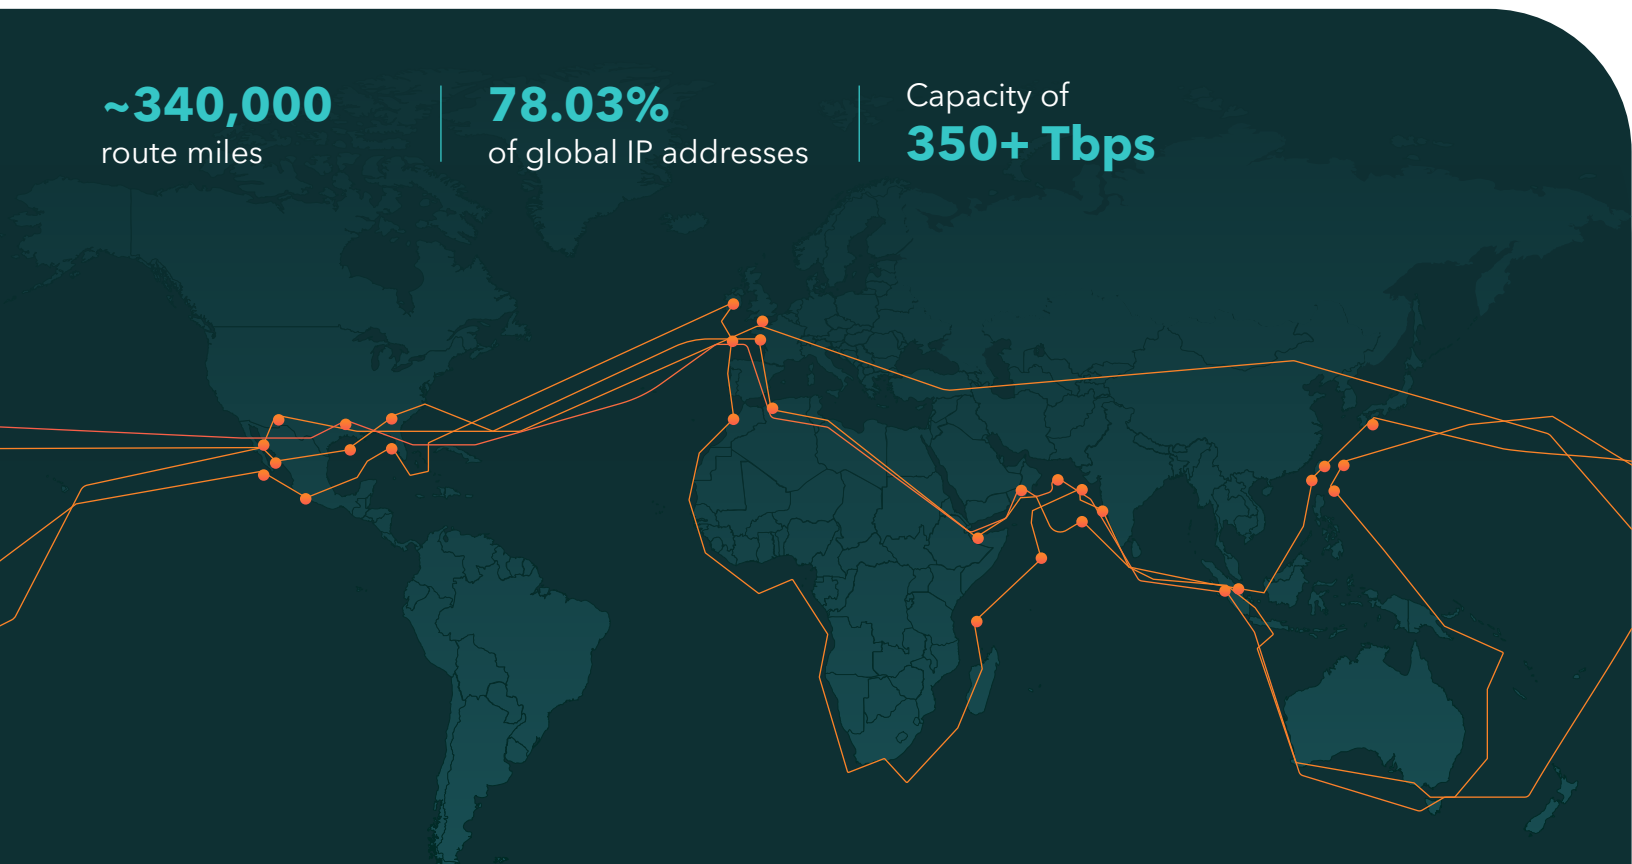 ~340,000
route miles
78.03%
of global IP addresses
Capacity of
350+ Tbps